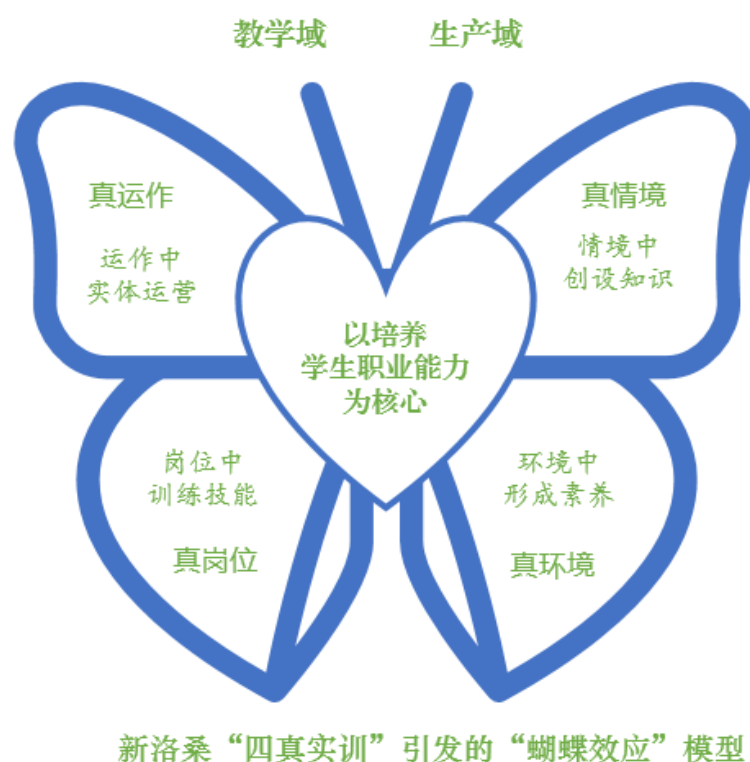 教学域 生产域
真运作
运作中
实体运营
真情境
情境中
创设知识
以培养
学生职业能力
为核心
岗位中
训练技能
真岗位
环境中
形成素养
真环境
新洛桑“四真实训”引发的“蝴蝶效应”模型